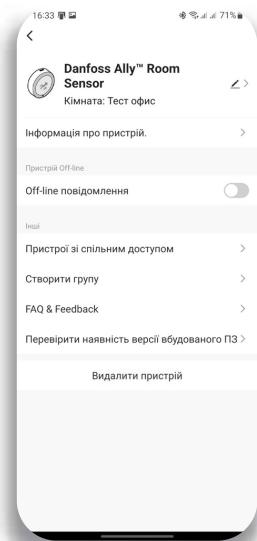 16:33 71%
Danfoss Ally™ Room
Sensor
Кімната: Тест офис
Інформація про пристрій.
Пристрій Off-line
Off-line повідомлення
Інші
Пристрої зі спільним доступом
Створити групу
FAQ & Feedback
Перевірити наявність версії вбудованого ПЗ
Видалити пристрій